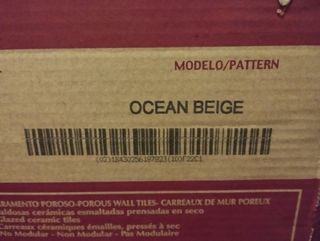 MODELO/PATTERN
OCEAN BEIGE
RAMENTO POROSO-POROUS WALL TILES- CARREAUX DE MUR POREUX
aldosas cerámicas esmaltadas prensadas en seco
Glazed ceramic tiles
Carreaux céramiques émaillés, pressés à sec
No Modular - Non Modular - Pas Modulaire